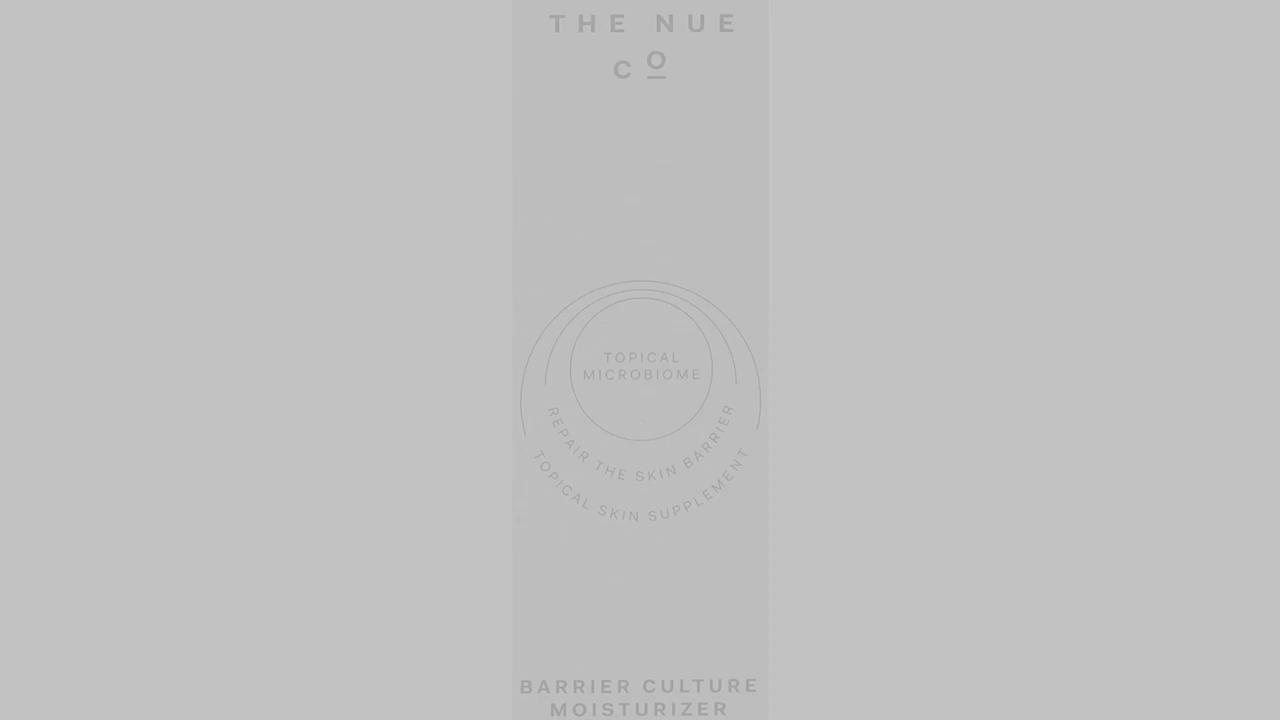 THE NUE
CO
TOPICAL
MICROBIOME
REPAIR THE SKIN BARRIER
TOPICAL SKIN SUPPLEMENT
BARRIER CULTURE
MOISTURIZER